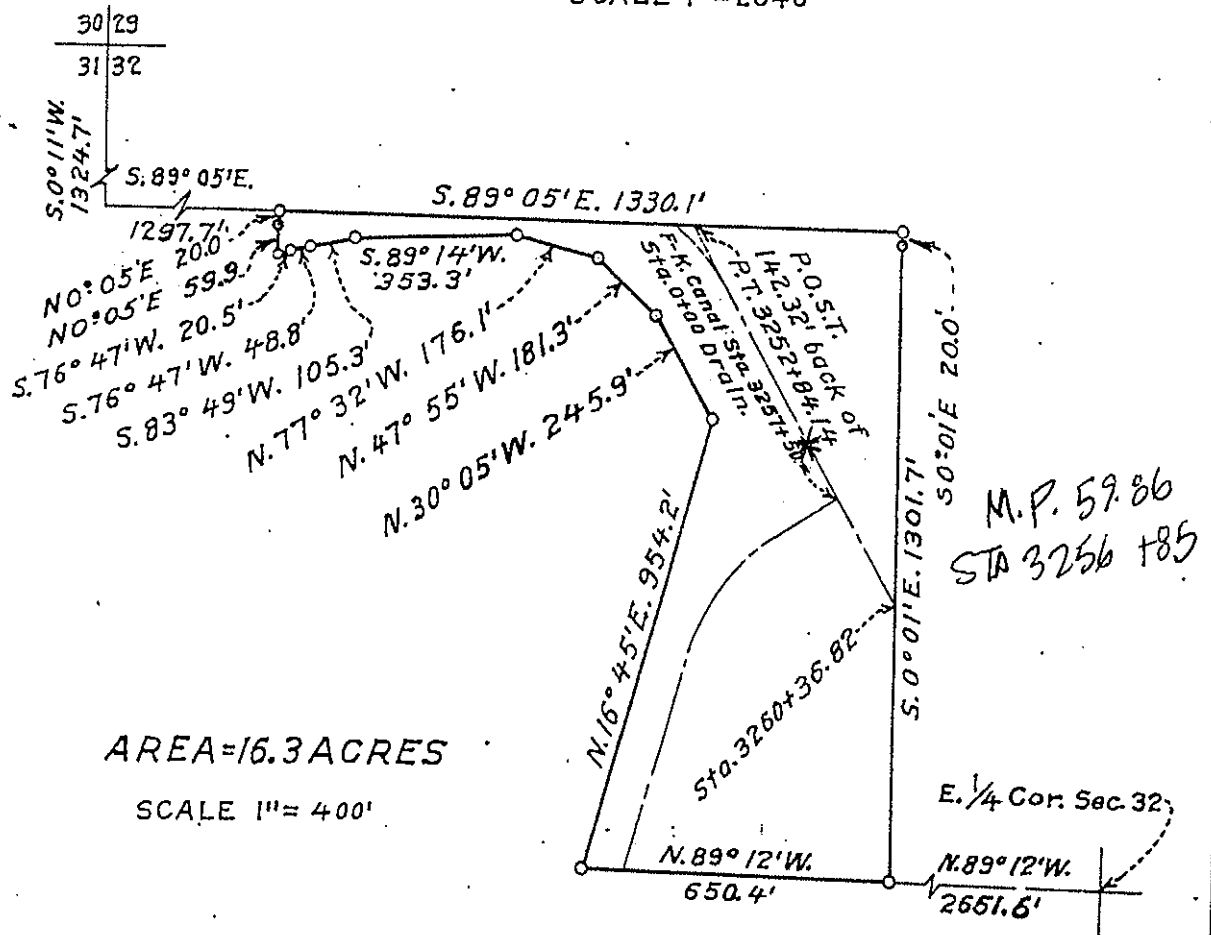 30 29
31 32
S.0°11'W.
1324.7'
S.89°05'E.
1297.7'
S.89°05'E. 1330.1'
N0°05'E 20.0'
N0°05'E 59.9
S.76°47'W. 20.5'
S.76°47'W. 48.8'
S.83°49'W. 105.3'
S.89°14'W.
353.3'
N.77°32'W. 176.1'
N.47°55'W. 181.3'
N.30°05'W. 245.9'
N.16°45'E. 954.2'
P.O.S.T.
142.32' back of
P.T. 3252+84.14
F-K. Canal Sta. 3257+50
Sta. 0+00 Drain.
S0°01'E 20.0'
S.0°01'E. 1301.7'
M.P. 59.86
STA 3256 +85
Sta. 3260+36.82
AREA=16.3 ACRES
SCALE 1"= 400'
E. 1/4 Cor. Sec. 32
N.89°12'W.
650.4'
N.89°12'W.
2651.6'